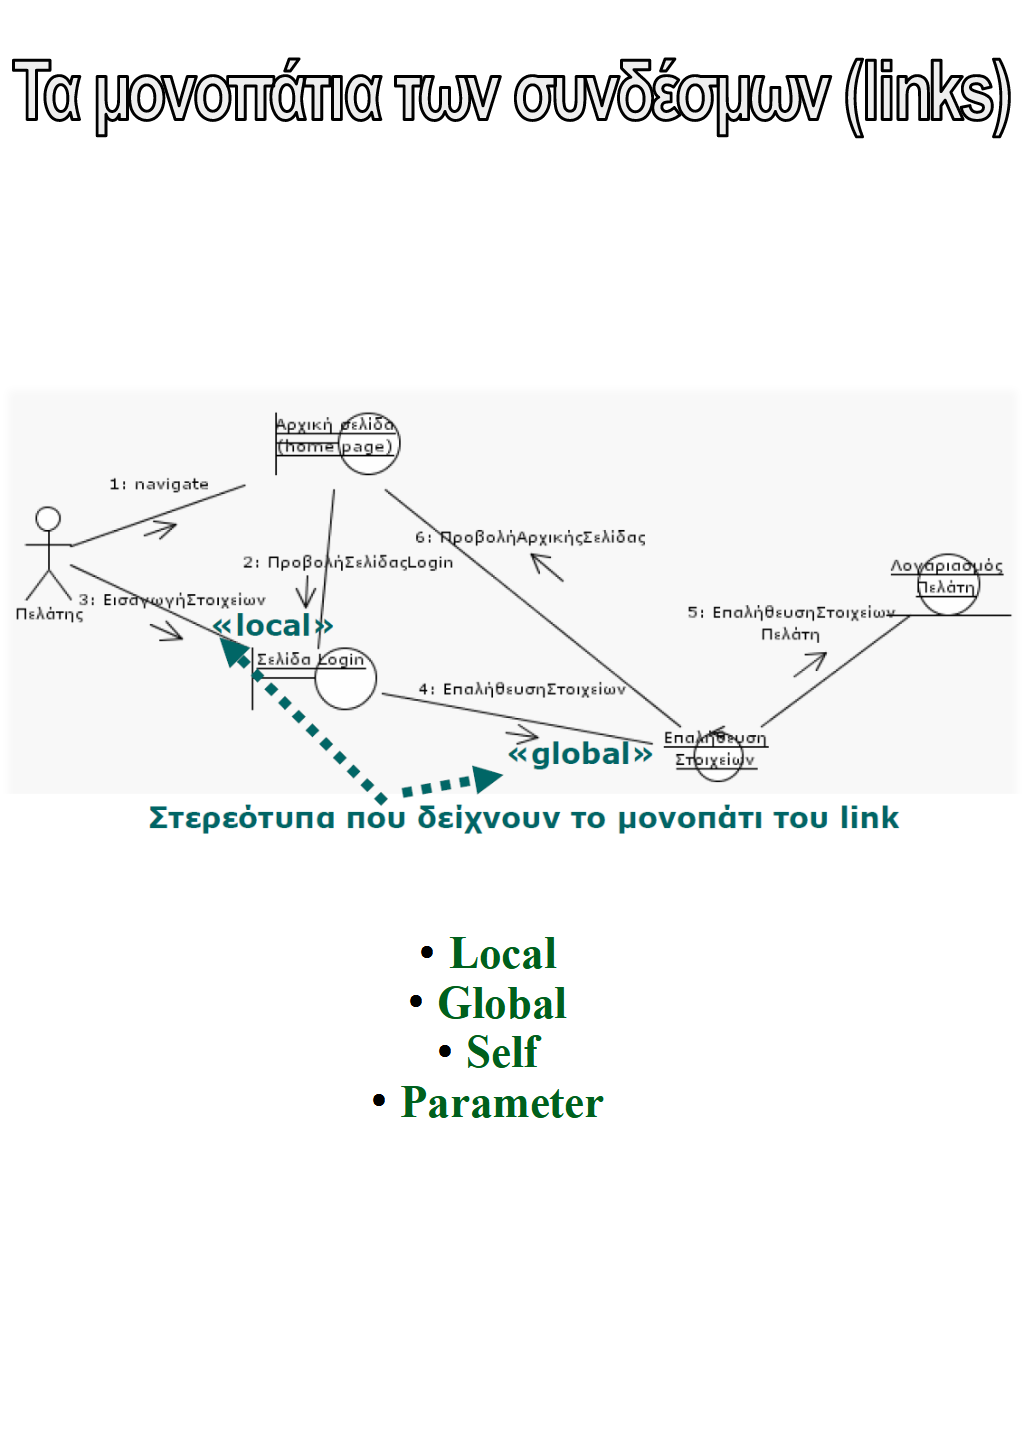 Τα μονοπάτια των συνδέσμων (links)
Αρχική σελίδα
(home page)
1: navigate
6: ΠροβολήΑρχικήςΣελίδας
2: ΠροβολήΣελίδαςLogin
Λογαριασμός
Πελάτη
3: ΕισαγωγήΣτοιχείων
Πελάτης
5: ΕπαλήθευσηΣτοιχείων
Πελάτη
«local»
Σελίδα Login
4: ΕπαλήθευσηΣτοιχείων
Επαλήθευση
Στοιχείων
«global»
Στερεότυπα που δείχνουν το μονοπάτι του link
• Local
• Global
• Self
• Parameter